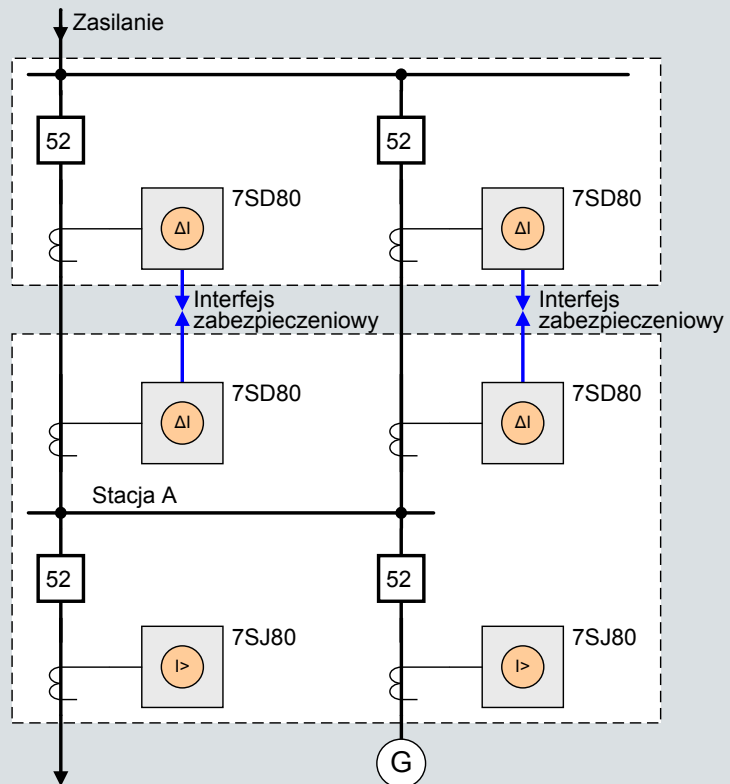 Zasilanie
52
52
7SD80
7SD80
ΔI
ΔI
Interfejs
zabezpieczeniowy
Interfejs
zabezpieczeniowy
7SD80
7SD80
ΔI
ΔI
Stacja A
52
52
7SJ80
7SJ80
I>
I>
G